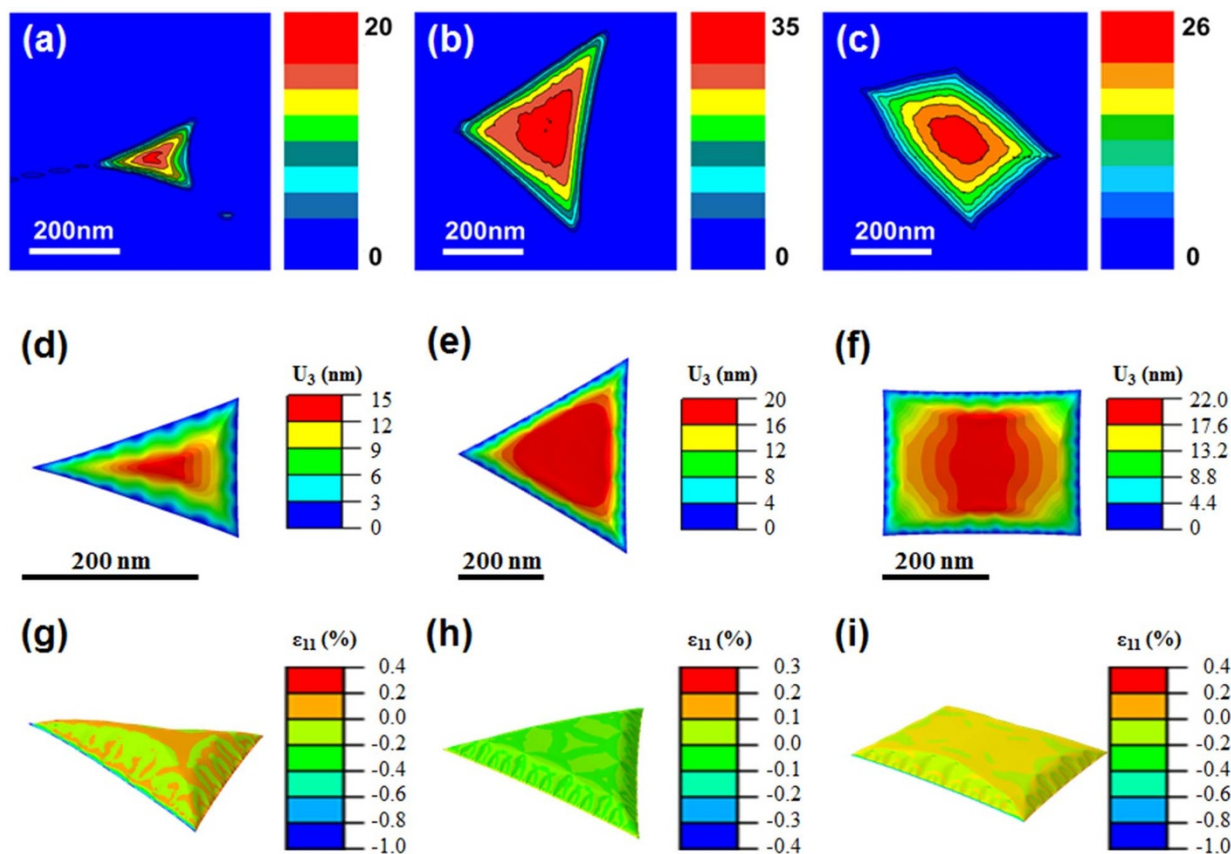 (a) 20 (b) 35 (c) 26
200nm 0 200nm 0 200nm 0
(d) (e) (f)
U3 (nm) U3 (nm) U3 (nm)
15 20 22.0
12 16 17.6
9 12 13.2
6 8 8.8
3 4 4.4
0 0 0
200 nm 200 nm 200 nm
(g) (h) (i)
ε11 (%) ε11 (%) ε11 (%)
0.4 0.3 0.4
0.2 0.2 0.2
0.0 0.1 0.0
-0.2 0.0 -0.2
-0.4 -0.1 -0.4
-0.6 -0.2 -0.6
-0.8 -0.3 -0.8
-1.0 -0.4 -1.0